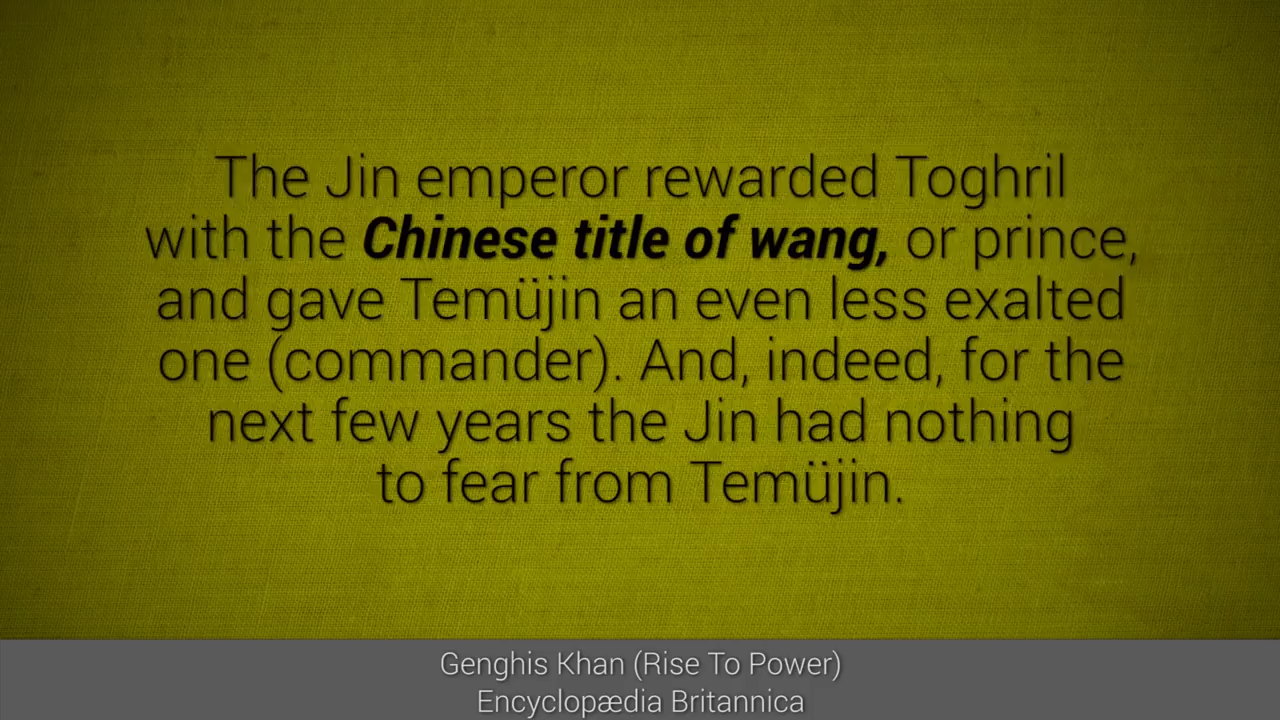 The Jin emperor rewarded Toghril
with the Chinese title of wang, or prince,
and gave Temüjin an even less exalted
one (commander). And, indeed, for the
next few years the Jin had nothing
to fear from Temüjin.
Genghis Khan (Rise To Power)
Encyclopædia Britannica